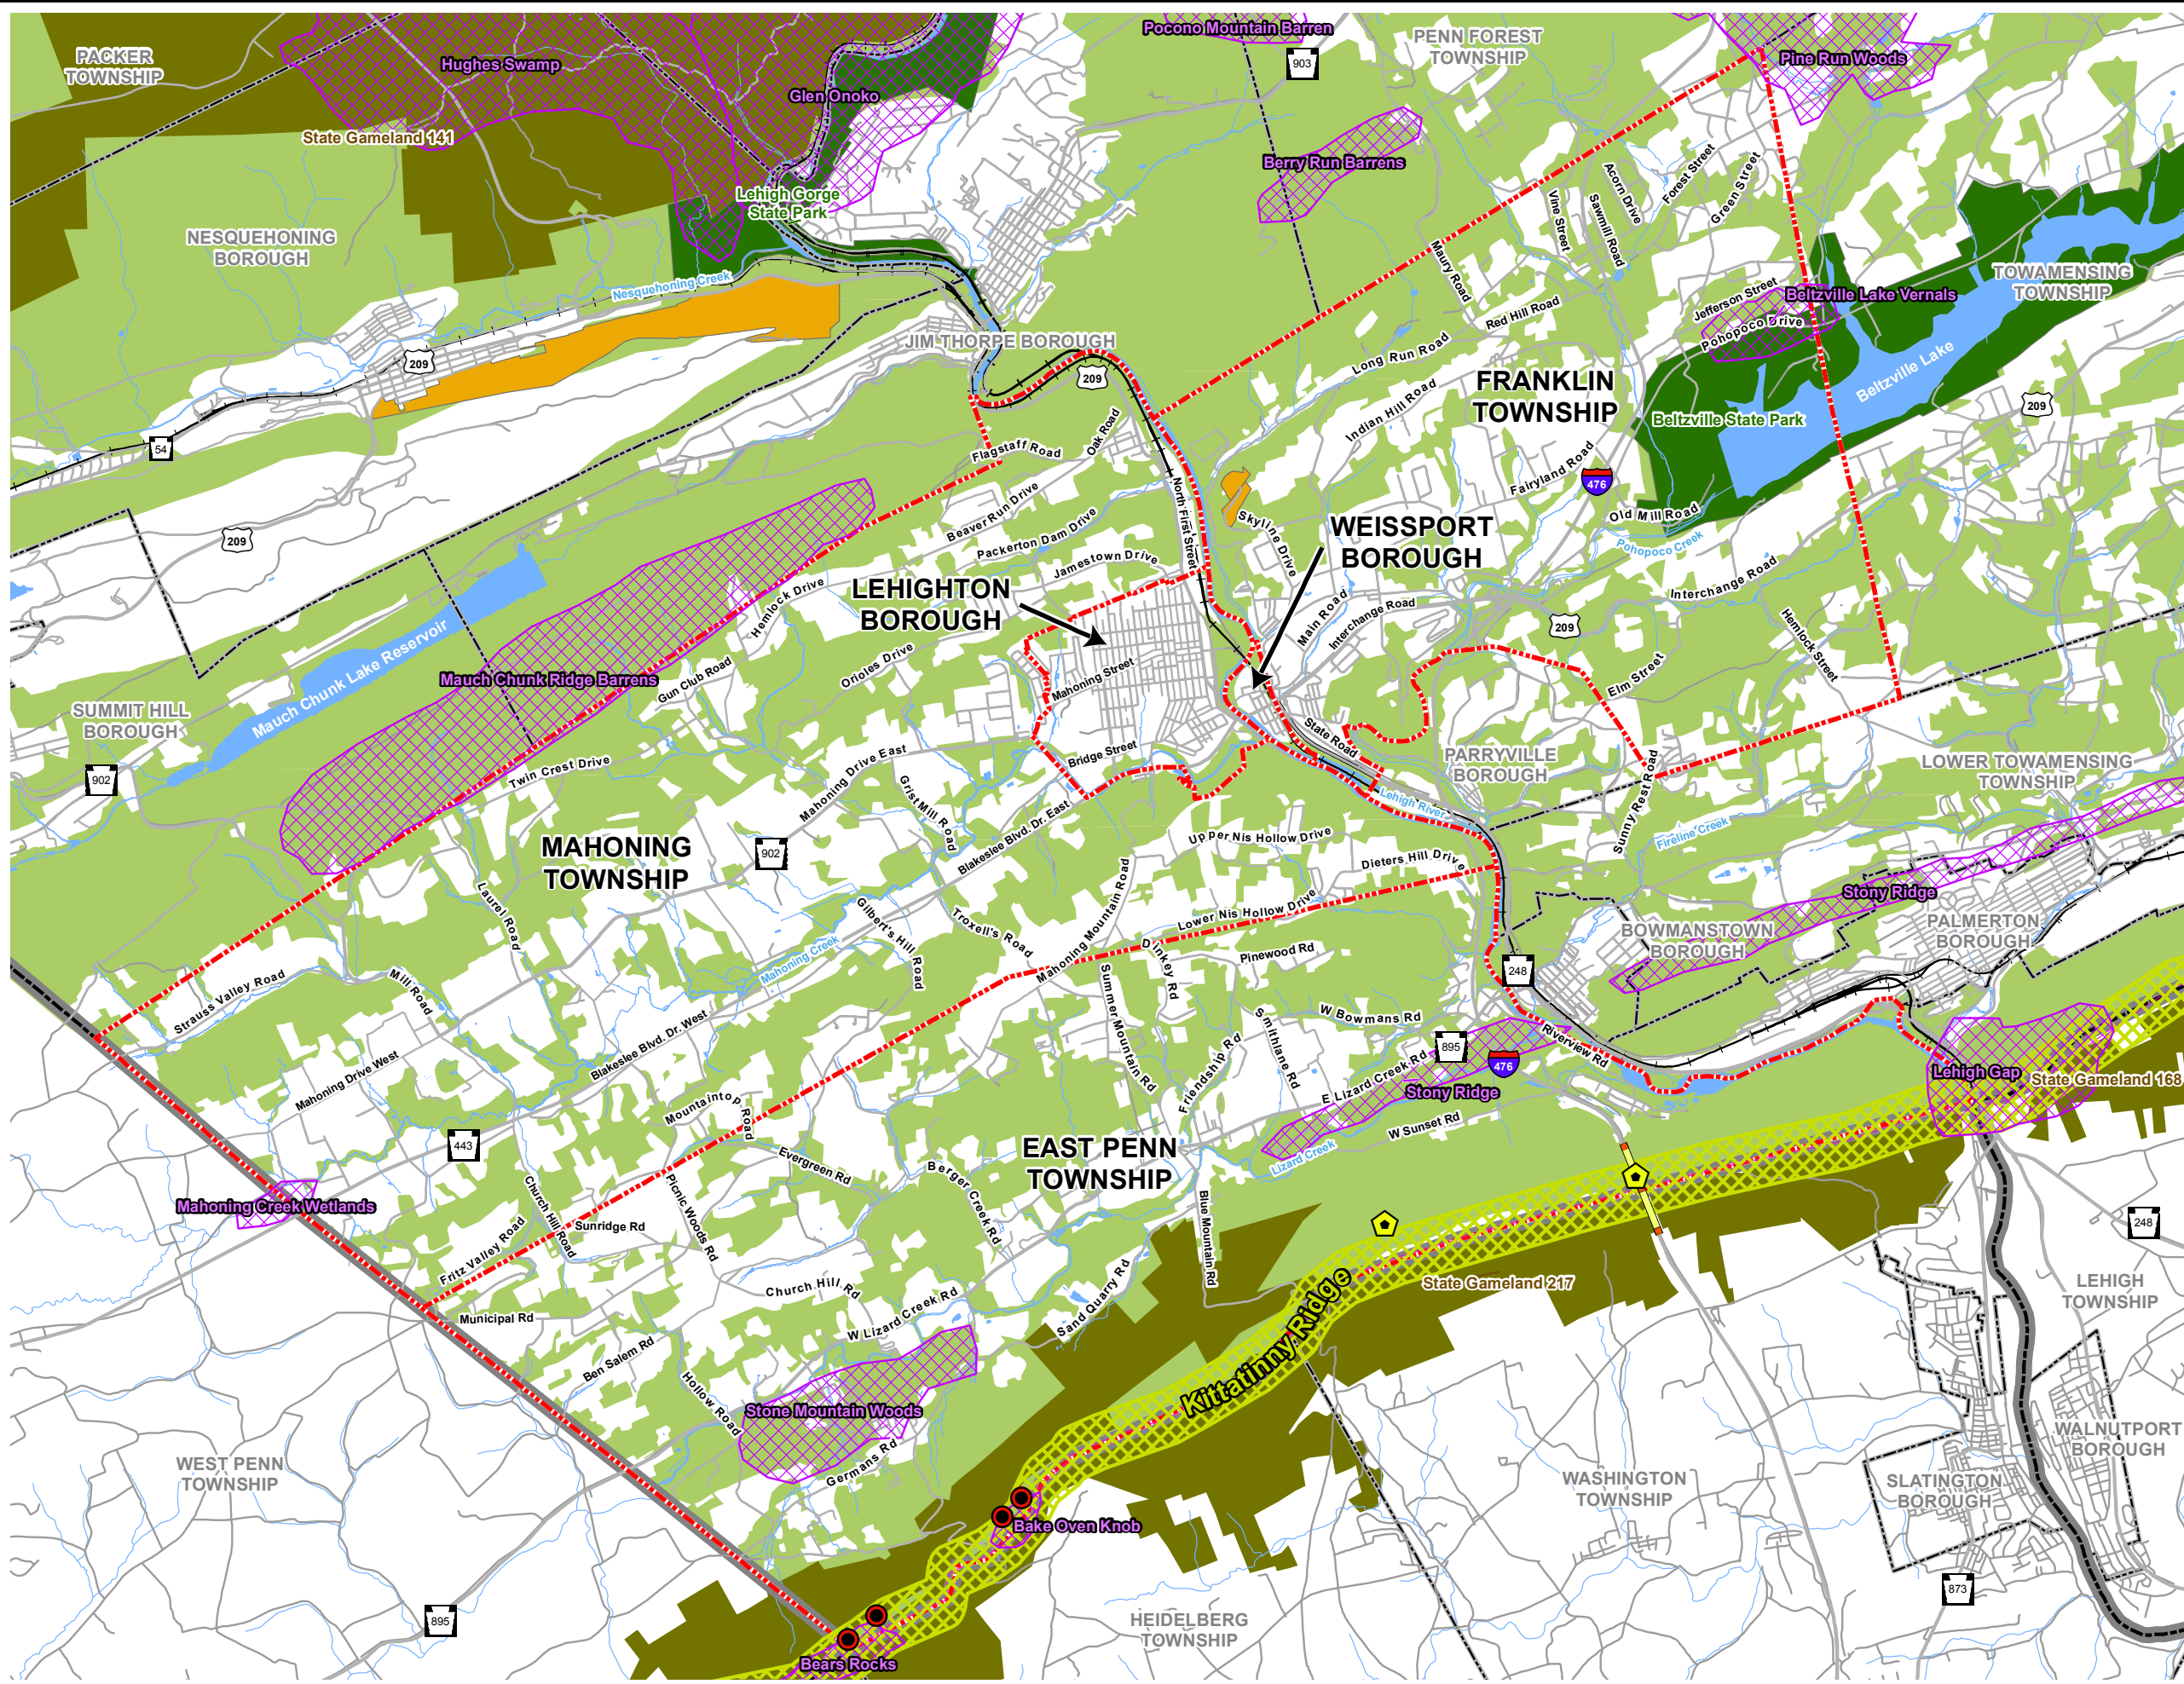 Pocono Mountain Barren
PENN FOREST
TOWNSHIP
PACKER
TOWNSHIP
Hughes Swamp
903
Pine Run Woods
Glen Onoko
State Gameland 141
Berry Run Barrens
Acorn Drive
Forest Street
Green Street
Vine Street
Sawmill Road
Lehigh Gorge
State Park
NESQUEHONING
BOROUGH
Nesquehoning Creek
Maury Road
TOWAMENSING
TOWNSHIP
Jefferson Street
Beltzville Lake Vernals
Pohopoco Drive
Red Hill Road
JIM THORPE BOROUGH
209
209
Long Run Road
Beltzville Lake
FRANKLIN
TOWNSHIP
Indian Hill Road
209
Beltzville State Park
54
Flagstaff Road
Oak Road
Fairyland Road
476
North First Street
Beaver Run Drive
Skyline Drive
Old Mill Road
209
Packerton Dam Drive
WEISSPORT
BOROUGH
Pohopoco Creek
Jamestown Drive
LEHIGHTON
BOROUGH
Hemlock Drive
Interchange Road
Main Road
Interchange Road
209
Hemlock Street
Mauch Chunk Lake Reservoir
Orioles Drive
Mahoning Street
Mauch Chunk Ridge Barrens
Gun Club Road
Elm Street
SUMMIT HILL
BOROUGH
State Road
Bridge Street
PARRYVILLE
BOROUGH
LOWER TOWAMENSING
TOWNSHIP
902
Twin Crest Drive
Mahoning Drive East
Grist Mill Road
Sunny Rest Road
Lehigh River
Fireline Creek
Upper Nis Hollow Drive
Blakeslee Blvd. Dr. East
MAHONING
TOWNSHIP
902
Dieters Hill Drive
Stony Ridge
Laurel Road
Gilbert's Hill Road
Troxell's Road
Mahoning Mountain Road
Lower Nis Hollow Drive
PALMERTON
BOROUGH
BOWMANSTOWN
BOROUGH
Mahoning Creek
Dinkey Rd
Pinewood Rd
248
Strauss Valley Road
Mill Road
Summer Mountain Rd
Smithlane Rd
W Bowmans Rd
Riverview Rd
Blakeslee Blvd. Dr. West
Friendship Rd
895
476
E Lizard Creek Rd
Stony Ridge
Lehigh Gap
State Gameland 168
Mahoning Drive West
Mountaintop Road
W Sunset Rd
443
EAST PENN
TOWNSHIP
Lizard Creek
Evergreen Rd
Berger Creek Rd
Church Hill Road
Picnic Woods Rd
Mahoning Creek Wetlands
Blue Mountain Rd
Fritz Valley Road
Sunridge Rd
248
State Gameland 217
LEHIGH
TOWNSHIP
Church Hill Rd
Sand Quarry Rd
Municipal Rd
W Lizard Creek Rd
Kittatinny Ridge
Ben Salem Rd
Hollow Road
Stone Mountain Woods
WALNUTPORT
BOROUGH
Germans Rd
WEST PENN
TOWNSHIP
WASHINGTON
TOWNSHIP
SLATINGTON
BOROUGH
Bake Oven Knob
873
895
HEIDELBERG
TOWNSHIP
Bears Rocks